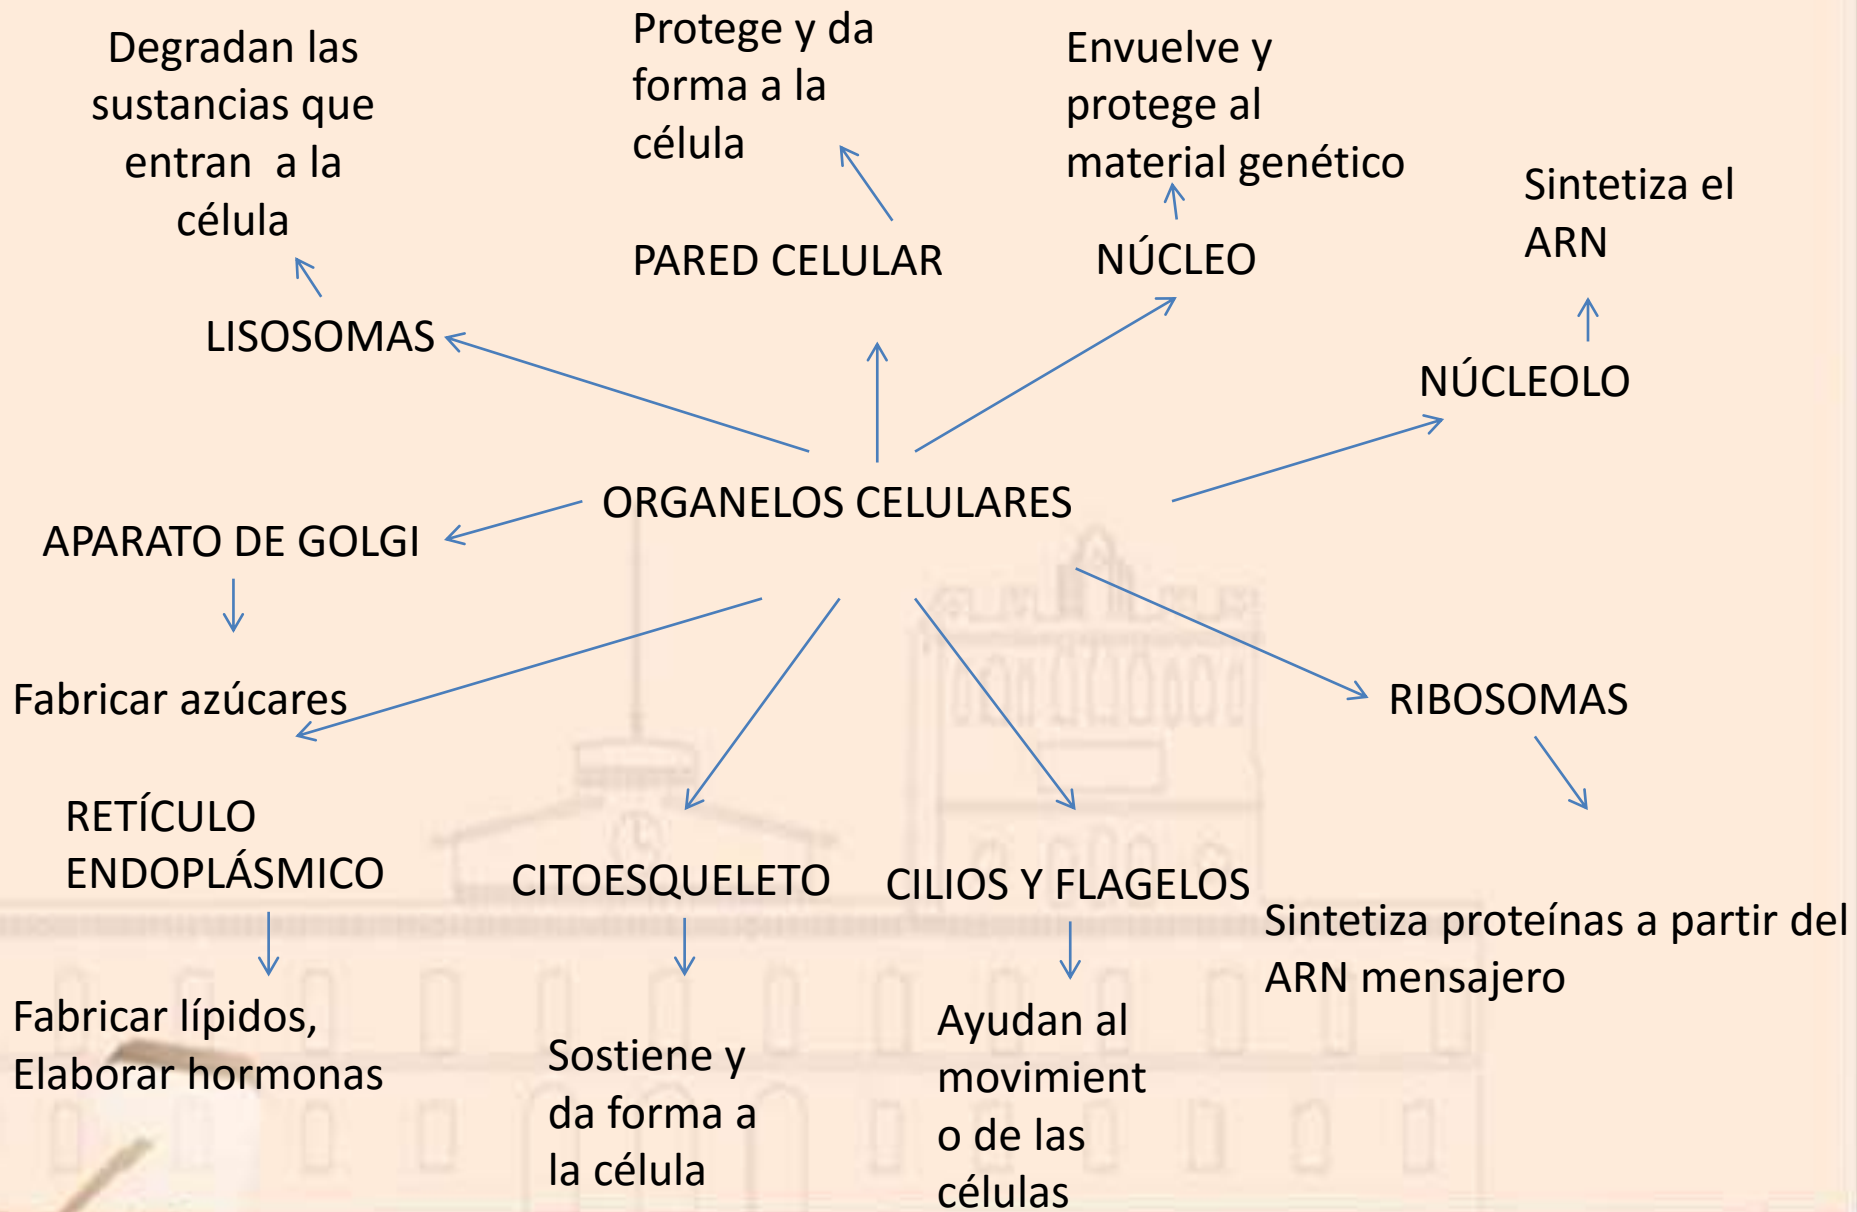 Degradan las
sustancias que
entran a la
célula
Protege y da
forma a la
célula
Envuelve y
protege al
material genético
Sintetiza el
ARN
PARED CELULAR
NÚCLEO
LISOSOMAS
NÚCLEOLO
ORGANELOS CELULARES
APARATO DE GOLGI
Fabricar azúcares
RIBOSOMAS
RETÍCULO
ENDOPLÁSMICO
CITOESQUELETO
CILIOS Y FLAGELOS
Sintetiza proteínas a partir del
ARN mensajero
Fabricar lípidos,
Elaborar hormonas
Sostiene y
da forma a
la célula
Ayudan al
movimient
o de las
células